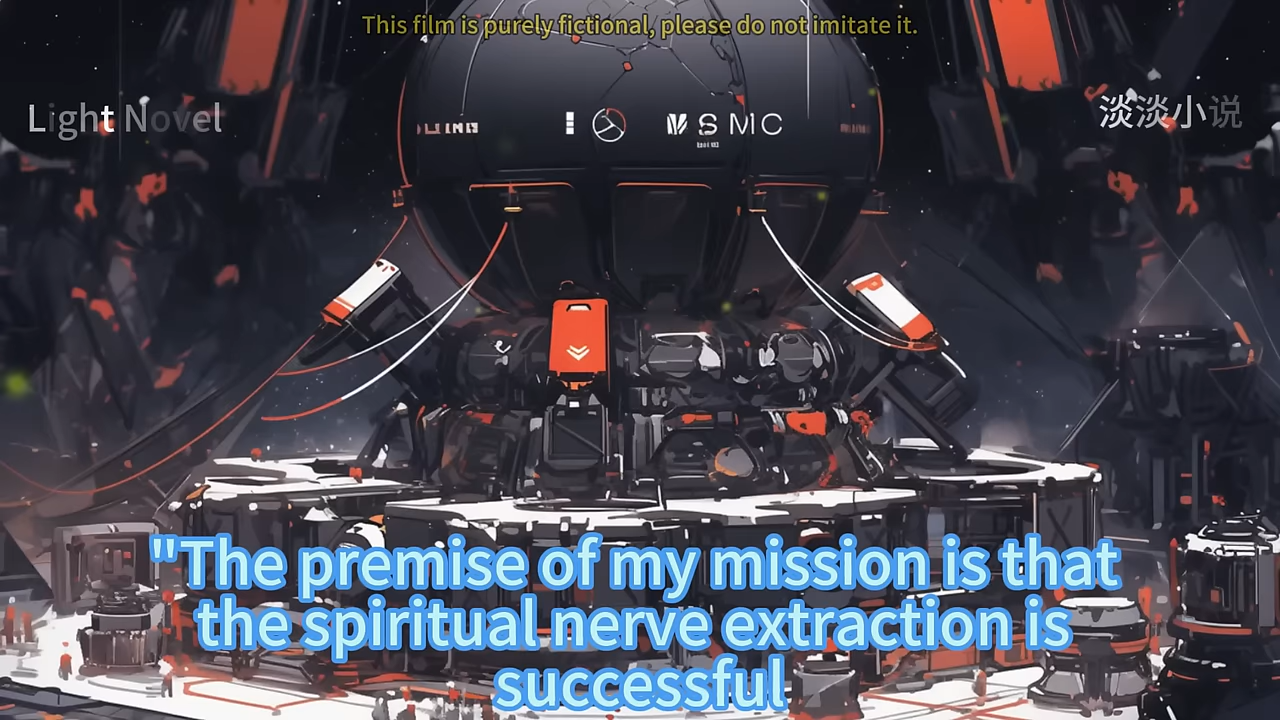 This film is purely fictional, please do not imitate it.
Light Novel
淡淡小说
SMC
"The premise of my mission is that
the spiritual nerve extraction is
successful